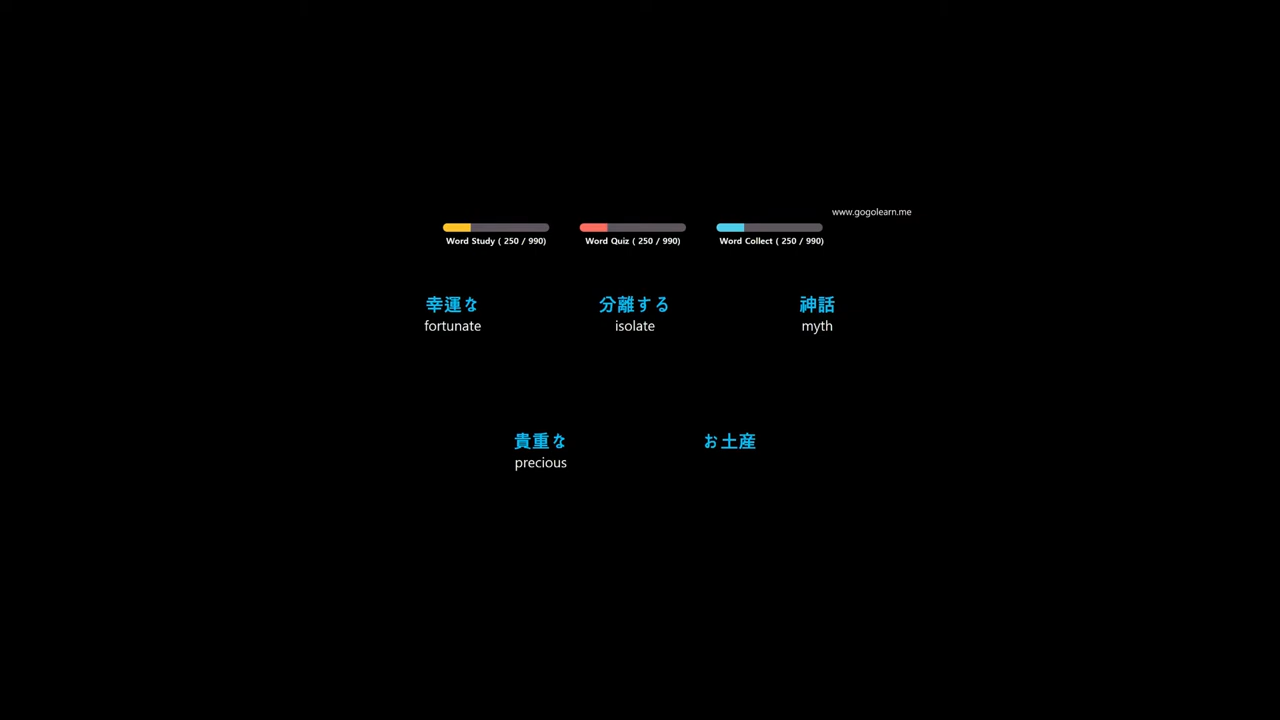 www.gogolearn.me
Word Study ( 250 / 990)
Word Quiz ( 250 / 990)
Word Collect ( 250 / 990)
幸運な
fortunate
分離する
isolate
神話
myth
貴重な
precious
お土産